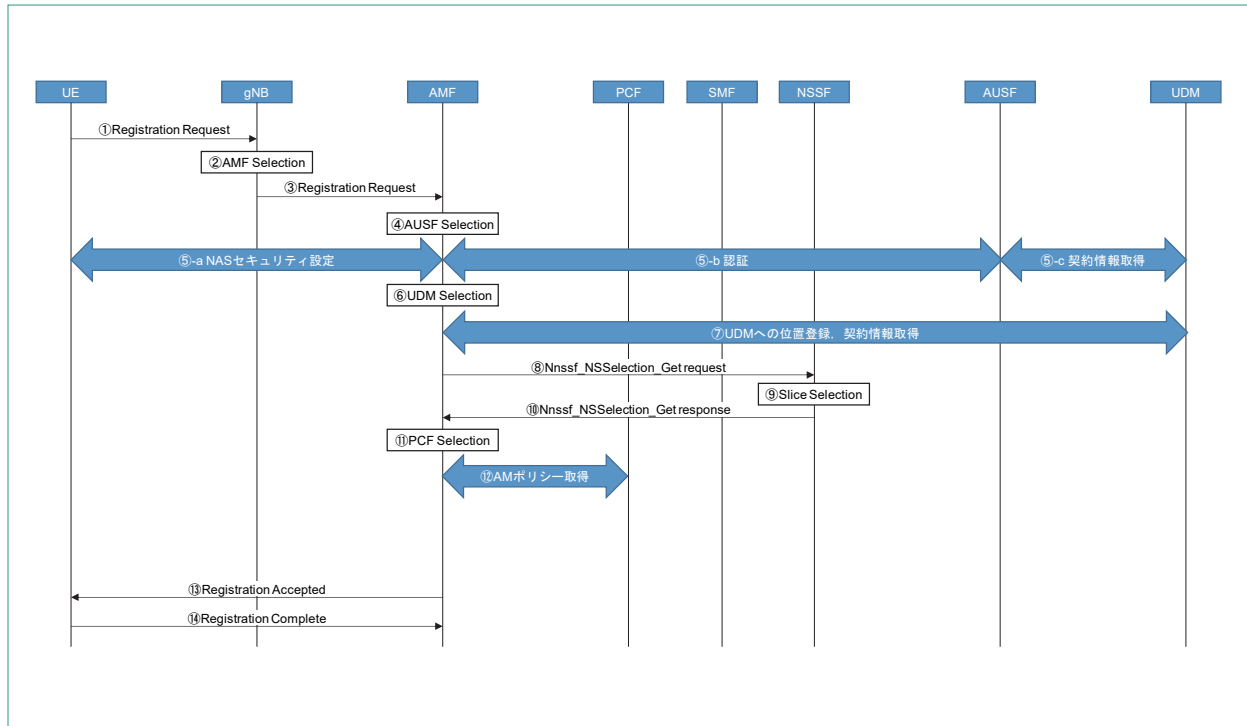 UE
gNB
AMF
PCF
SMF
NSSF
AUSF
UDM
①Registration Request
②AMF Selection
③Registration Request
④AUSF Selection
⑤-a NASセキュリティ設定
⑤-b 認証
⑤-c 契約情報取得
⑥UDM Selection
⑦UDMへの位置登録，契約情報取得
⑧Nnssf_NSSelection_Get request
⑨Slice Selection
⑩Nnssf_NSSelection_Get response
⑪PCF Selection
⑫AMポリシー取得
⑬Registration Accepted
⑭Registration Complete